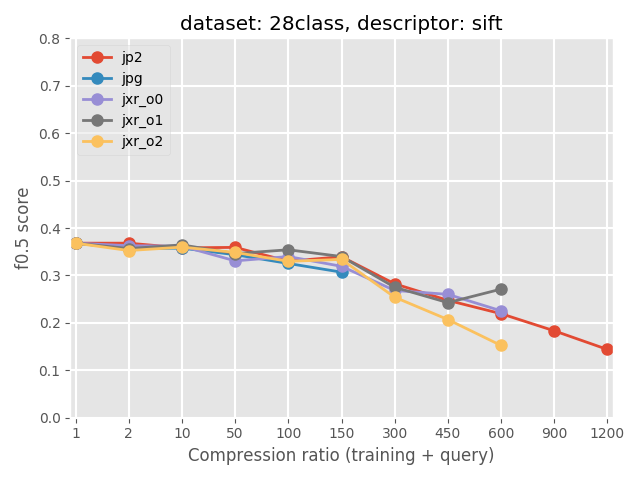 dataset: 28class, descriptor: sift
jp2
jpg
jxr_o0
jxr_o1
jxr_o2
f0.5 score
0.8
0.7
0.6
0.5
0.4
0.3
0.2
0.1
0.0
1 2 10 50 100 150 300 450 600 900 1200
Compression ratio (training + query)